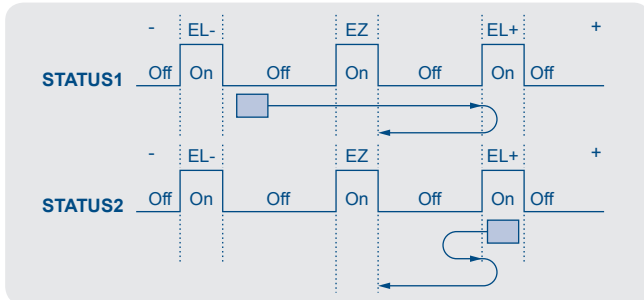 - EL- EZ EL+ +
STATUS1 Off On Off On Off On Off
- EL- EZ EL+ +
STATUS2 Off On Off On Off On Off